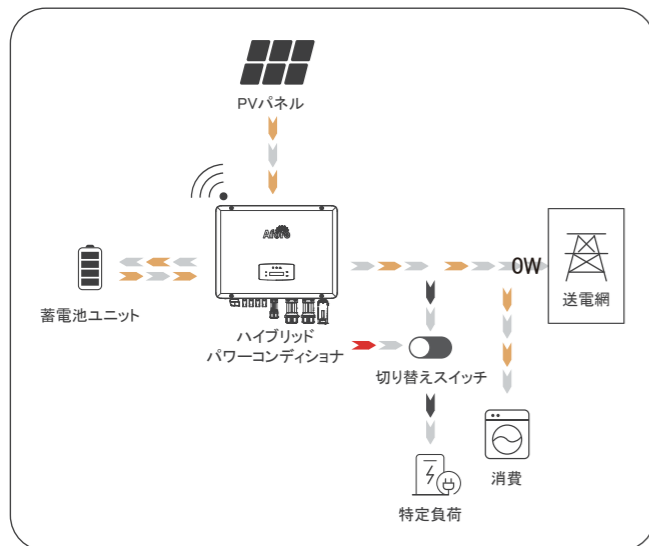 PVパネル
Afore
0W
送電網
蓄電池ユニット
ハイブリッド
パワーコンディショナ
切り替えスイッチ
消費
特定負荷